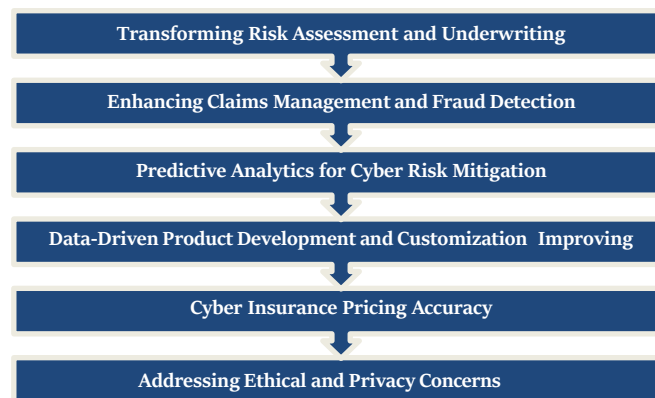 Transforming Risk Assessment and Underwriting
Enhancing Claims Management and Fraud Detection
Predictive Analytics for Cyber Risk Mitigation
Data-Driven Product Development and Customization Improving
Cyber Insurance Pricing Accuracy
Addressing Ethical and Privacy Concerns